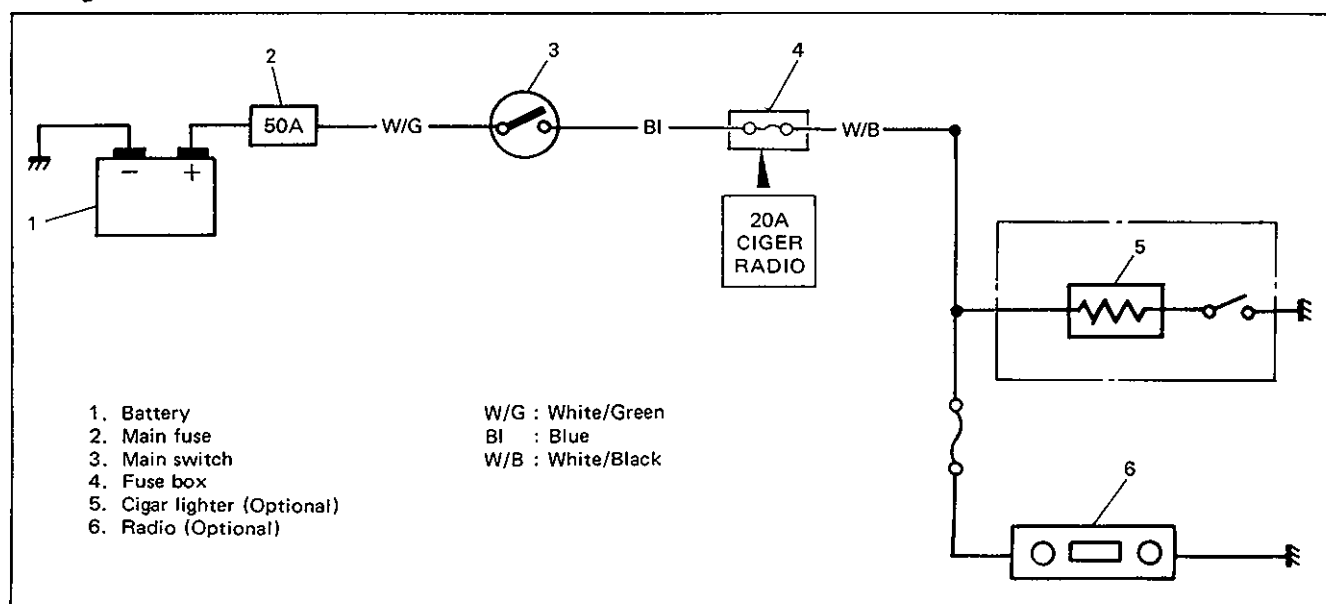 2
3
4
50A
W/G
Bl
W/B
1
20A
CIGER
RADIO
5
6
1. Battery
2. Main fuse
3. Main switch
4. Fuse box
5. Cigar lighter (Optional)
6. Radio (Optional)
W/G : White/Green
Bl : Blue
W/B : White/Black